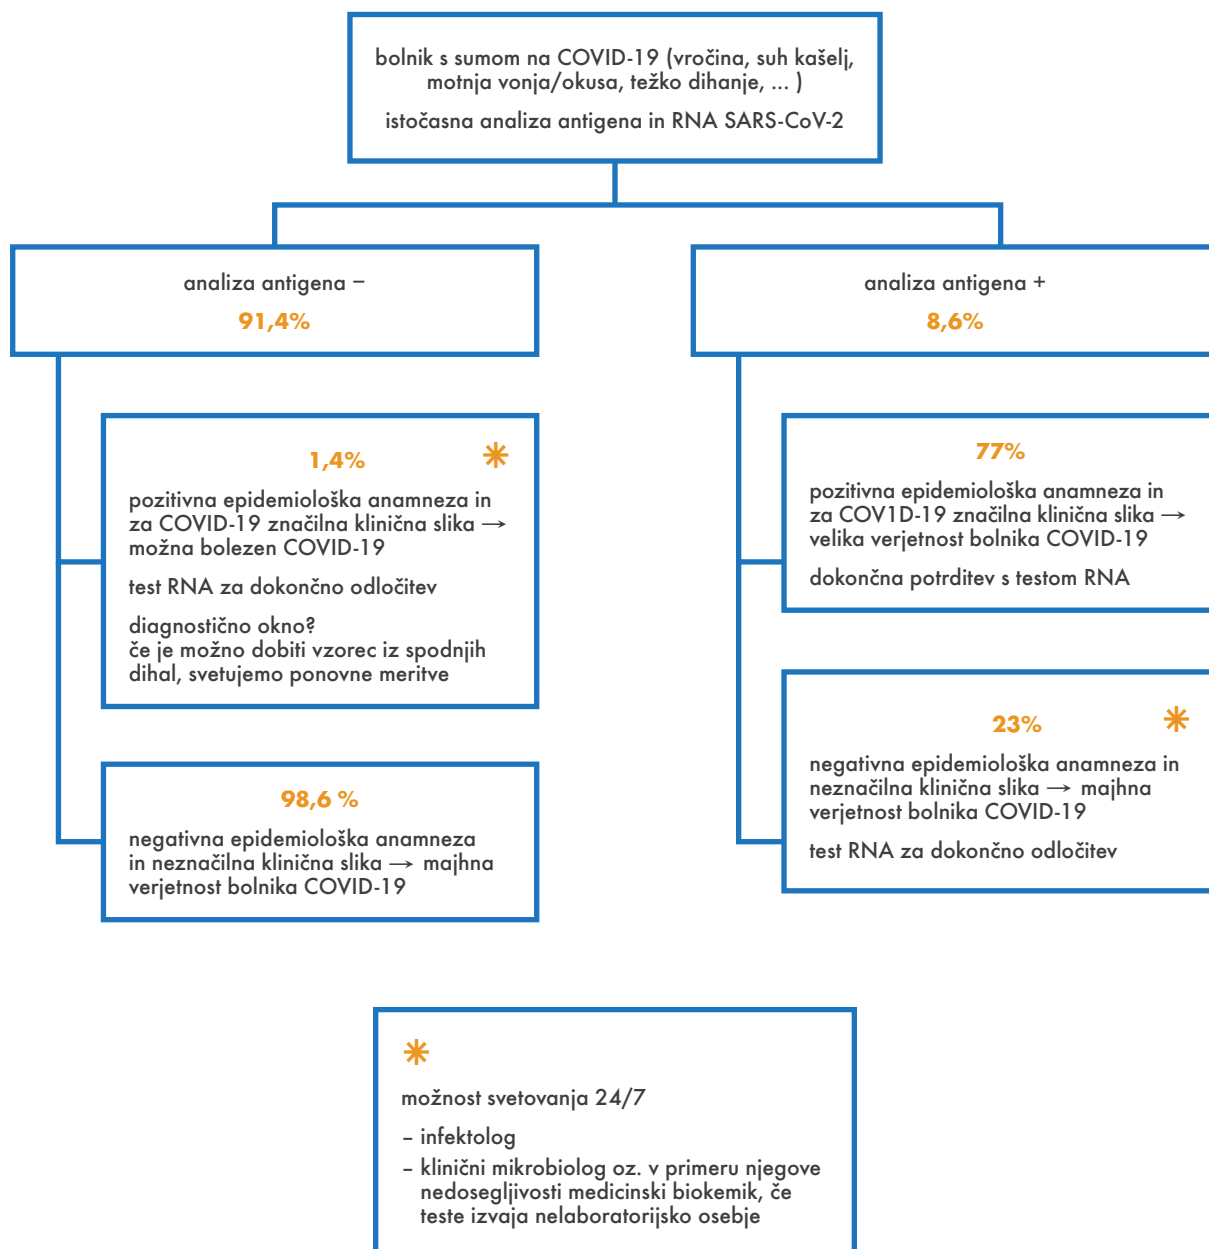 bolnik s sumom na COVID-19 (vročina, suh kašelj,
motnja vonja/okusa, težko dihanje, ... )
istočasna analiza antigena in RNA SARS-CoV-2
analiza antigena –
91,4%
analiza antigena +
8,6%
1,4%
pozitivna epidemiološka anamneza in
za COVID-19 značilna klinična slika →
možna bolezen COVID-19
test RNA za dokončno odločitev
diagnostično okno?
če je možno dobiti vzorec iz spodnjih
dihal, svetujemo ponovne meritve
98,6 %
negativna epidemiološka anamneza
in neznačilna klinična slika → majhna
verjetnost bolnika COVID-19
77%
pozitivna epidemiološka anamneza in
za COV1D-19 značilna klinična slika →
velika verjetnost bolnika COVID-19
dokončna potrditev s testom RNA
23%
negativna epidemiološka anamneza in
neznačilna klinična slika → majhna
verjetnost bolnika COVID-19
test RNA za dokončno odločitev
možnost svetovanja 24/7
– infektolog
– klinični mikrobiolog oz. v primeru njegove
nedosegljivosti medicinski biokemik, če
teste izvaja nelaboratorijsko osebje